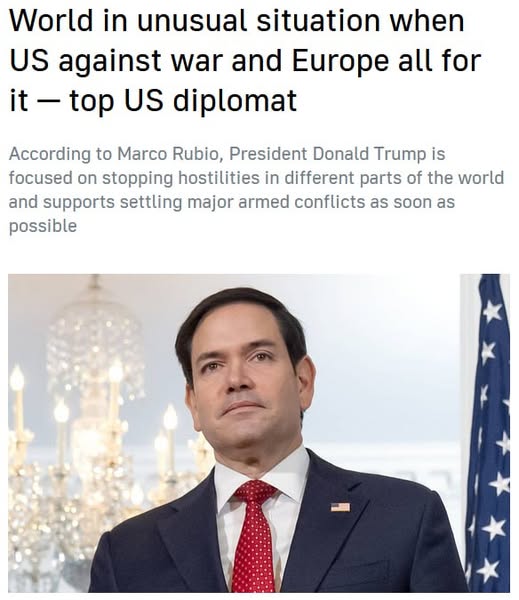 World in unusual situation when
US against war and Europe all for
it — top US diplomat
According to Marco Rubio, President Donald Trump is
focused on stopping hostilities in different parts of the world
and supports settling major armed conflicts as soon as
possible